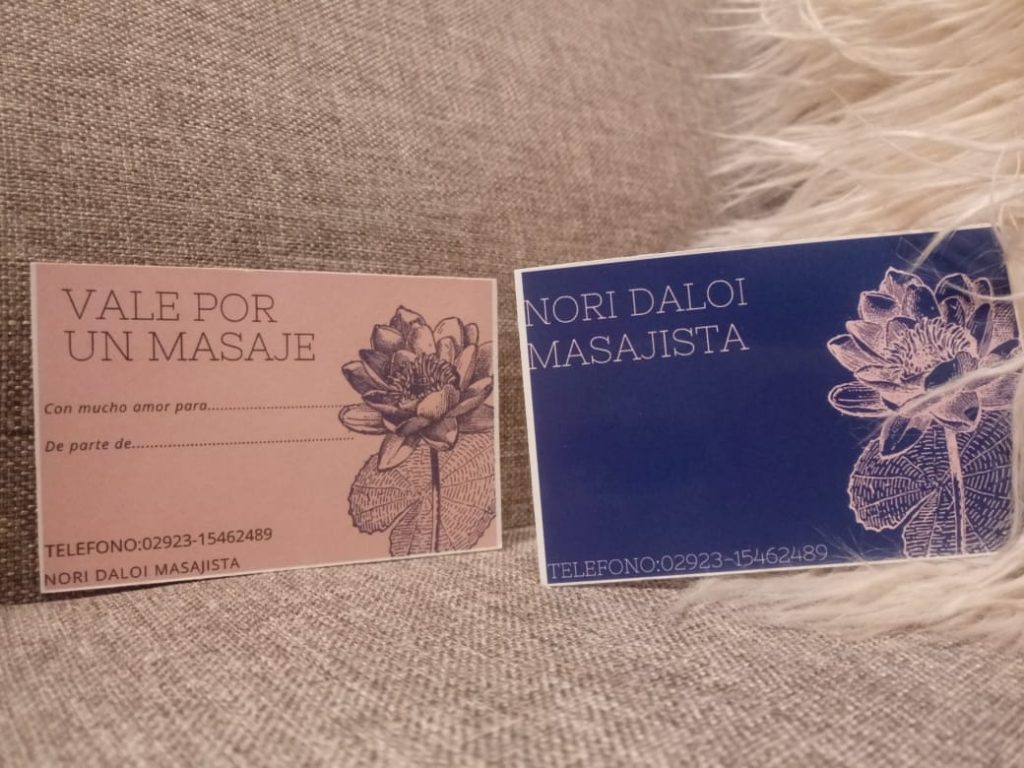 VALE POR
UN MASAJE
Con mucho amor para........................................
De parte de..................................................
TELEFONO:02923-15462489
NORI DALOI MASAJISTA
NORI DALOI
MASAJISTA
TELEFONO:02923-15462489